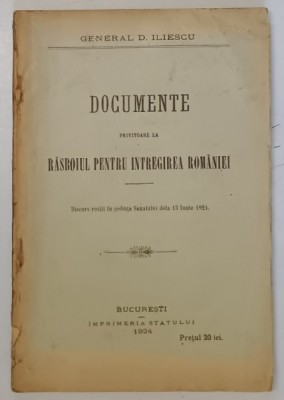 GENERAL D. ILIESCU
DOCUMENTE
PRIVITOARE LA
RĂSBOIUL PENTRU INTREGIREA ROMÂNIEI
Discurs rostit în ședința Senatului dela 13 Iunie 1924.
BUCUREȘTI
IMPRIMERIA STATULUI
1924
Prețul 20 lei.